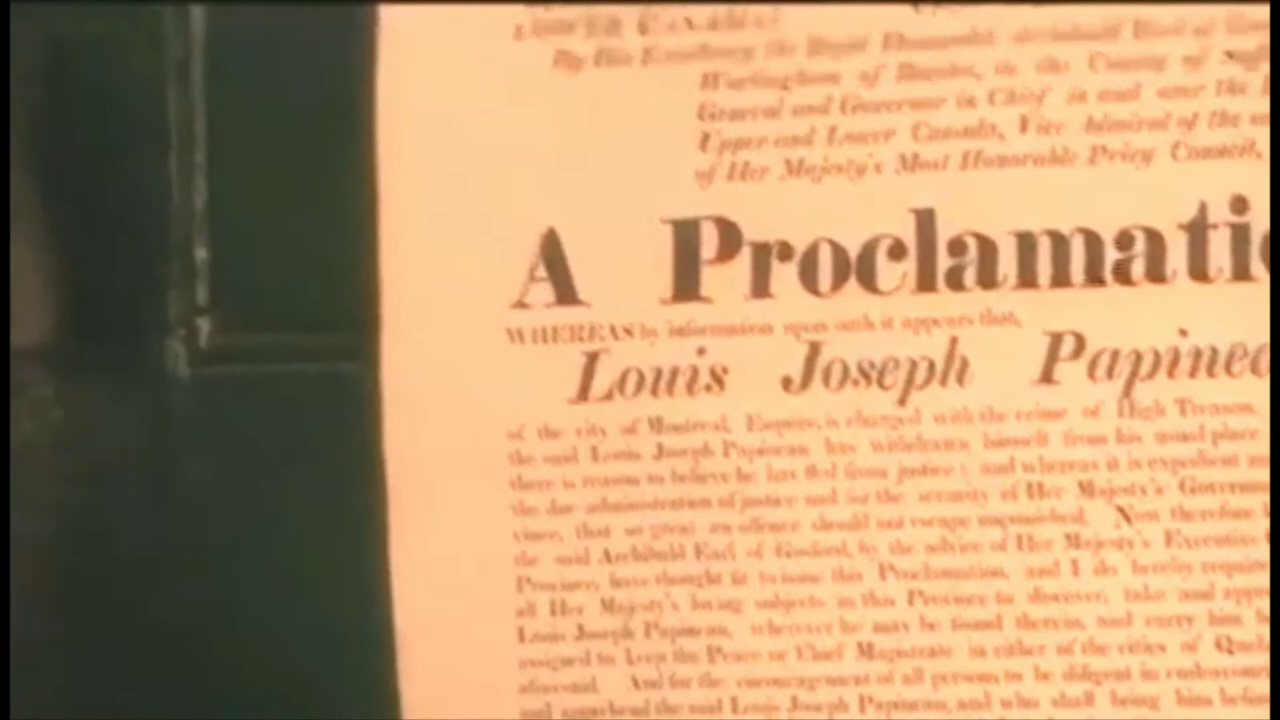 LOWER CANADA
By His Excellency the Right Honorable Archibald Earl of
Worlingham of Beccles, in the County of Suff
General and Governor in Chief in and over the
Upper and Lower Canada, Vice Admiral of the
of Her Majesty's Most Honorable Privy Council,
A Proclamati
WHEREAS by information upon oath it appears that,
Louis Joseph Papinea
of the city of Montreal, Esquire, is charged with the crime of High Treason.
the said Louis Joseph Papineau has withdrawn himself from his usual place
there is reason to believe he has fled from justice; and whereas it is expedient
the due administration of justice and for the security of Her Majesty's Governm
vince, that so great an offence should not escape unpunished. Now therefore
the said Archibald Earl of Gosford, by the advice of Her Majesty's Executive
Province, have thought fit to issue this Proclamation, and I do hereby require
all Her Majesty's loving subjects in this Province to discover, take and appre
Louis Joseph Papineau, wherever he may be found therein, and carry him
assigned to keep the Peace or Chief Magistrate in either of the cities of Queb
aforesaid. And for the encouragement of all persons to be diligent in endeavour
and apprehend the said Louis Joseph Papineau, and who shall bring him before